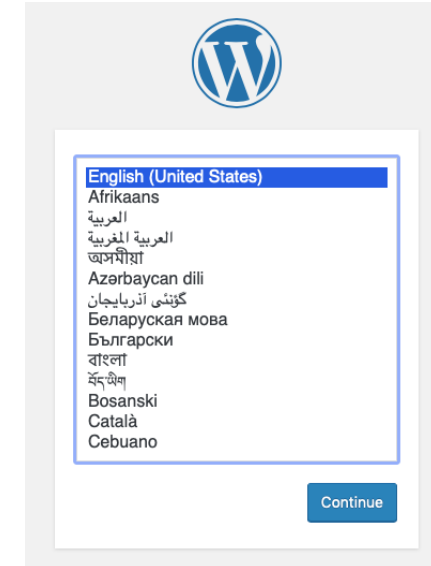 English (United States)
Afrikaans
العربية
العربية المغربية
অসমীয়া
Azərbaycan dili
گؤنئی آذربایجان
Беларуская мова
Български
বাংলা
བོད་ཡིག
Bosanski
Català
Cebuano
Continue